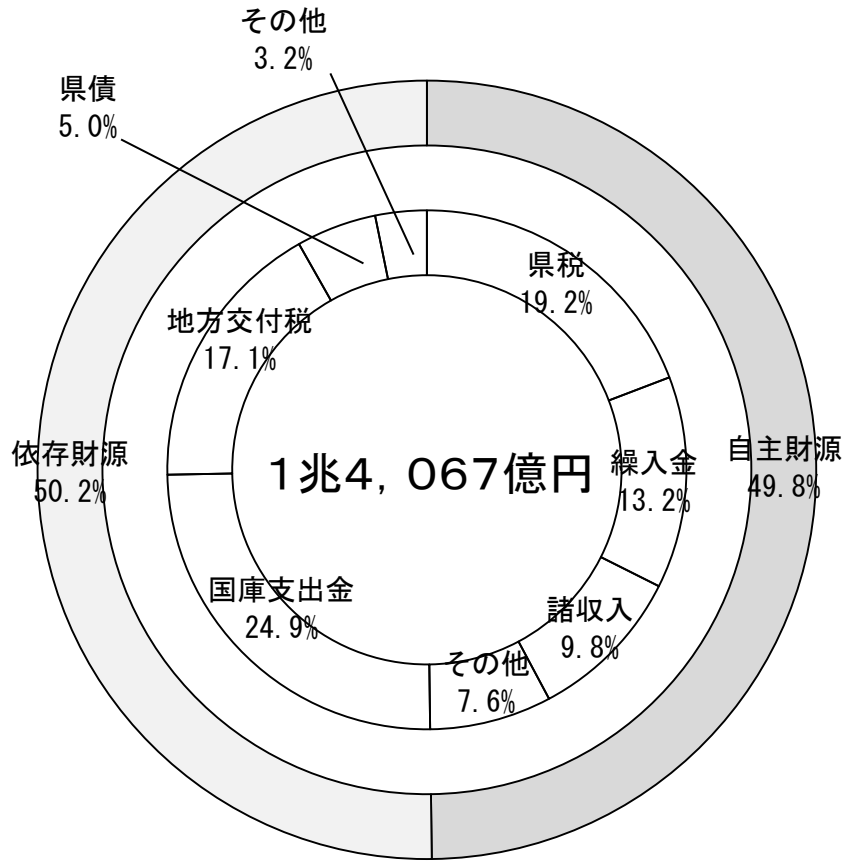 その他
3.2%
県債
5.0%
県税
19.2%
地方交付税
17.1%
依存財源
50.2%
1兆4,067億円
繰入金
13.2%
自主財源
49.8%
国庫支出金
24.9%
諸収入
9.8%
その他
7.6%